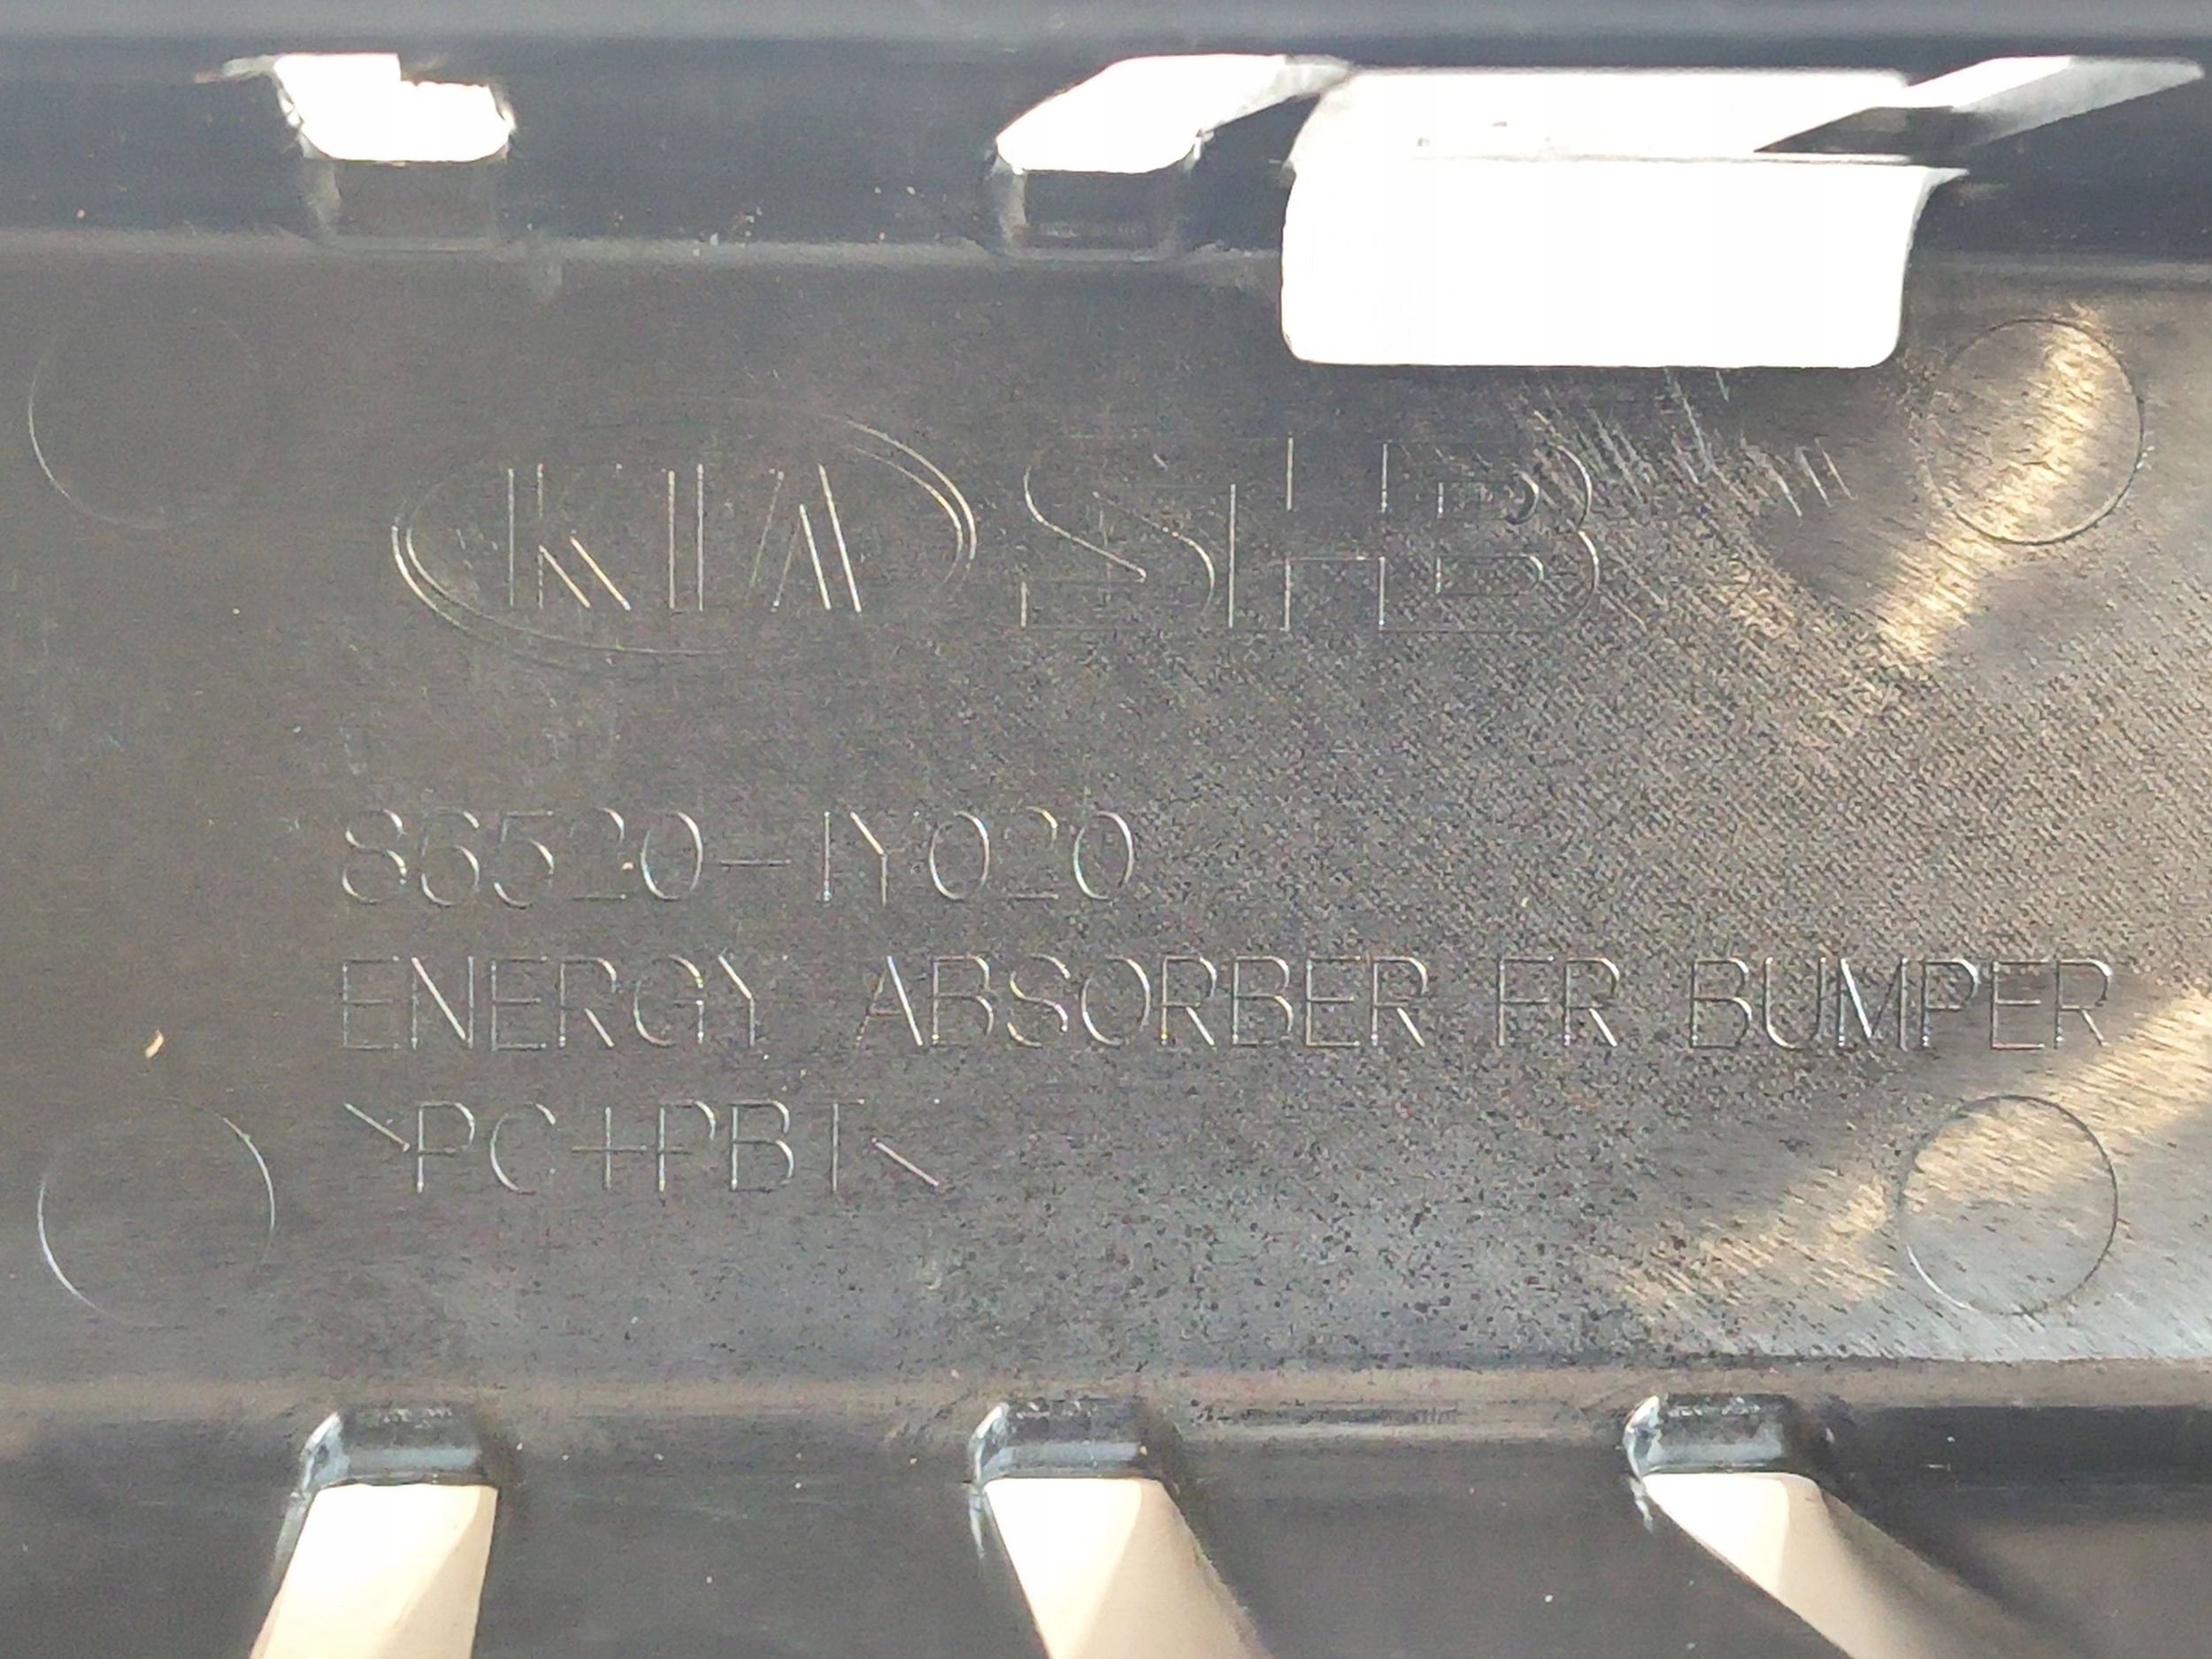 KIA SHB
86520-1Y020
ENERGY ABSORBER FR BUMPER
>PC+PBT<